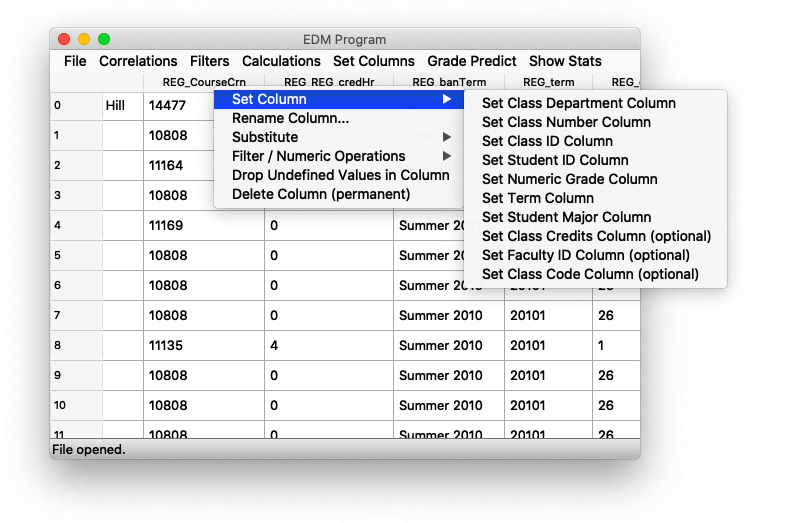 EDM Program
File Correlations Filters Calculations Set Columns Grade Predict Show Stats
REG_CourseCrn REG_REG_credHr REG_banTerm REG_term REG_
0 Hill 14477
1 10808
2 11164
3 10808
4 11169 0 Summer 20
5 10808 0 Summer 20
6 10808 0 Summer 20
7 10808 0 Summer 2010 20101 26
8 11135 4 Summer 2010 20101 1
9 10808 0 Summer 2010 20101 26
10 10808 0 Summer 2010 20101 26
11 10808 0 Summer 2010 20101 26
File opened.
Set Column
Rename Column...
Substitute
Filter / Numeric Operations
Drop Undefined Values in Column
Delete Column (permanent)
Set Class Department Column
Set Class Number Column
Set Class ID Column
Set Student ID Column
Set Numeric Grade Column
Set Term Column
Set Student Major Column
Set Class Credits Column (optional)
Set Faculty ID Column (optional)
Set Class Code Column (optional)